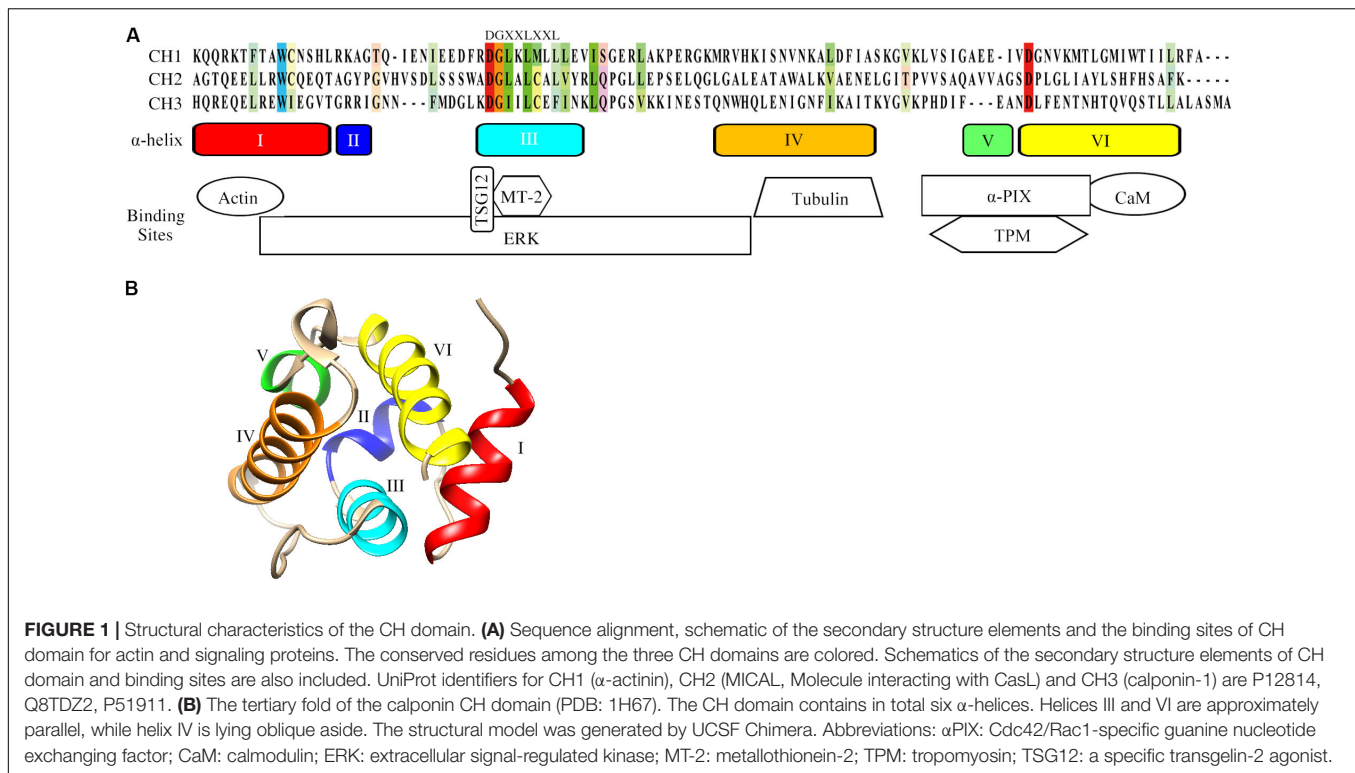 A
DGXXLXXL
CH1 KQQRKTFTAWCNSHLRKAGTQ-IENIEEDFRDGLKLMLLLEVISGERLAKPERGKMRVHKISNVNKALDFIASKGVKLVSIGAEE-IVDGNVKMTLGMIWTIILRFA---
CH2 AGTQEELLRWCQEQTAGYPGVHVSDLSSSWADGLALCALVYRLQPGLLEPSELQGLGALEATAWALKVAENELGITPVVSAQAVVAGSDPLGLIAYLSHFHSAFK----
CH3 HQREQELREWIEGVTGRRIGNN---FMDGLKDGIILCEFINKLQPGSVKKINESTQNWHQLENIGNFIKAITKYGVKPHDIF---EANDLFENTNHTQVQSTLLALASMA
α-helix I II III IV V VI
Binding Sites
Actin TSG12 MT-2 Tubulin α-PIX CaM
ERK TPM
B
V VI II I IV III
FIGURE 1 | Structural characteristics of the CH domain. (A) Sequence alignment, schematic of the secondary structure elements and the binding sites of CH
domain for actin and signaling proteins. The conserved residues among the three CH domains are colored. Schematics of the secondary structure elements of CH
domain and binding sites are also included. UniProt identifiers for CH1 (α-actinin), CH2 (MICAL, Molecule interacting with CasL) and CH3 (calponin-1) are P12814,
Q8TDZ2, P51911. (B) The tertiary fold of the calponin CH domain (PDB: 1H67). The CH domain contains in total six α-helices. Helices III and VI are approximately
parallel, while helix IV is lying oblique aside. The structural model was generated by UCSF Chimera. Abbreviations: αPIX: Cdc42/Rac1-specific guanine nucleotide
exchanging factor; CaM: calmodulin; ERK: extracellular signal-regulated kinase; MT-2: metallothionein-2; TPM: tropomyosin; TSG12: a specific transgelin-2 agonist.